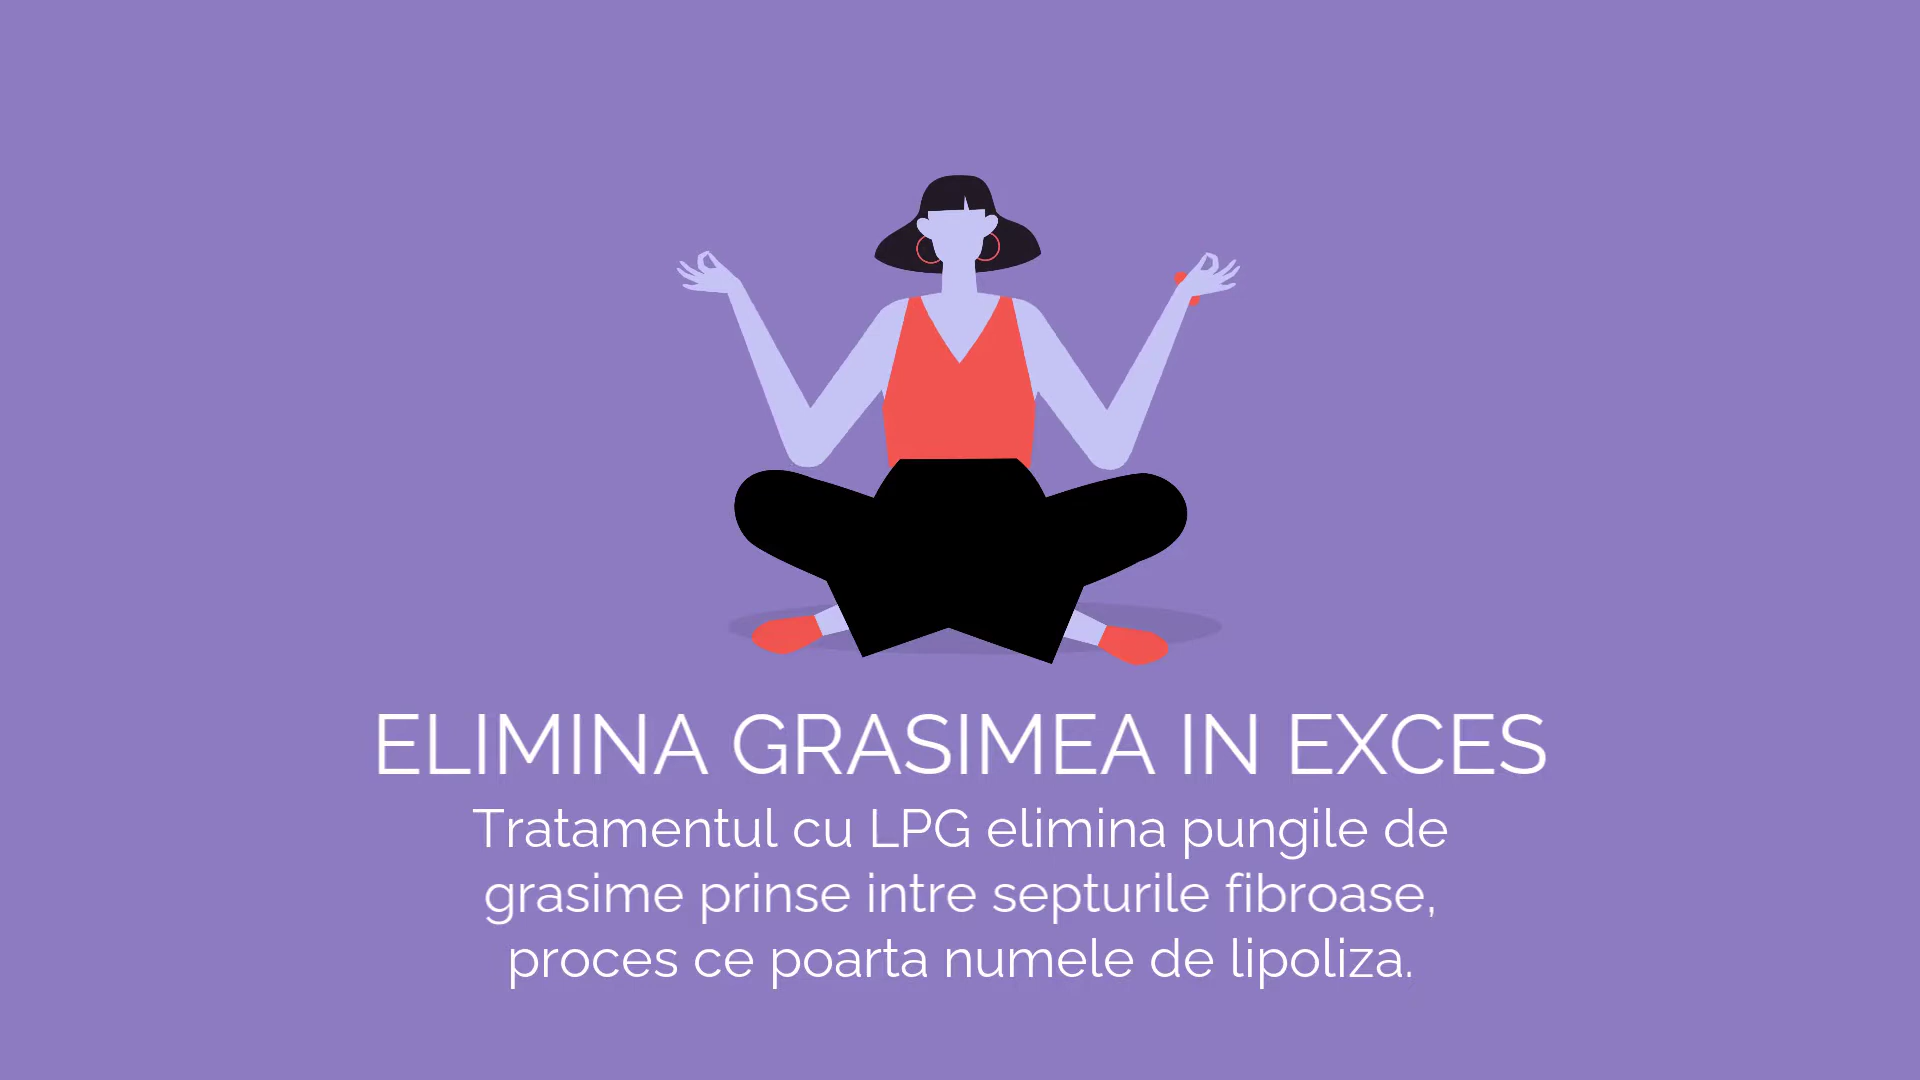 ELIMINA GRASIMEA IN EXCES
Tratamentul cu LPG elimina pungile de
grasime prinse intre septurile fibroase,
proces ce poarta numele de lipoliza.